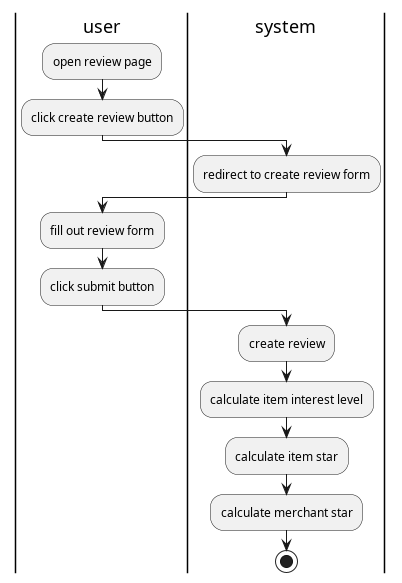 user
system
open review page
click create review button
redirect to create review form
fill out review form
click submit button
create review
calculate item interest level
calculate item star
calculate merchant star